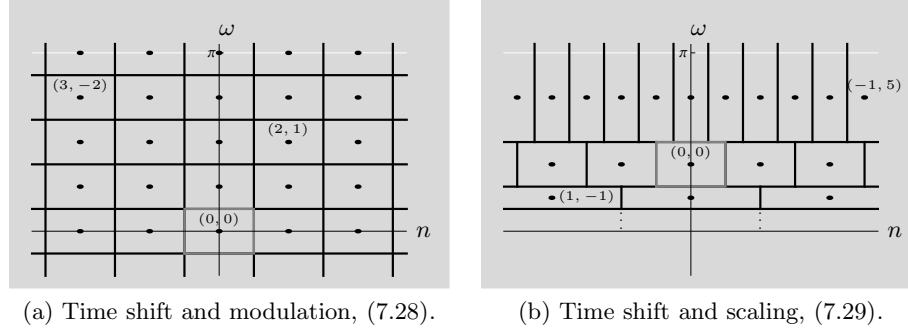 ω
π
(3, −2)
(2, 1)
(0, 0)
n
(a) Time shift and modulation, (7.28).
ω
π
(−1, 5)
(0, 0)
(1, −1)
n
(b) Time shift and scaling, (7.29).